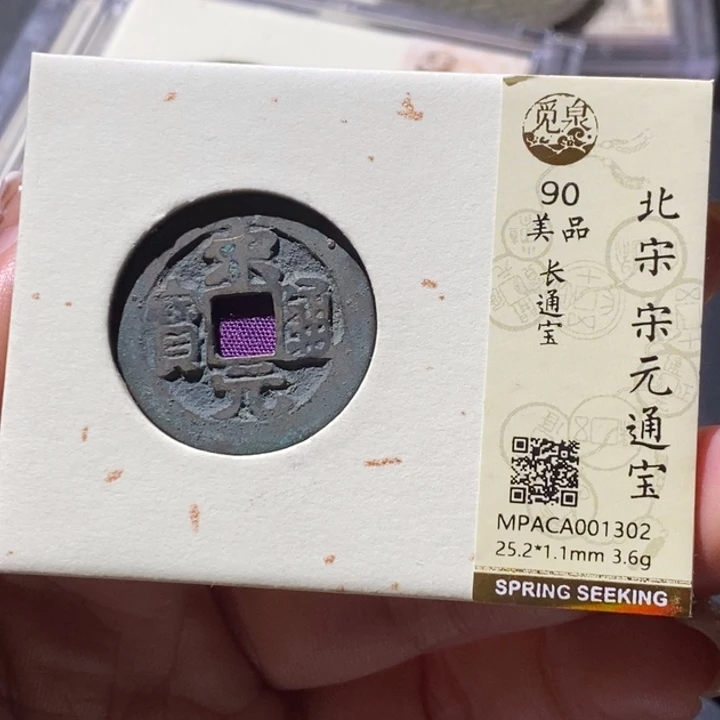 宋元通寶
觅泉
90
美品
长通宝
北宋 宋元通宝
MPACA001302
25.2*1.1mm 3.6g
SPRING SEEKING